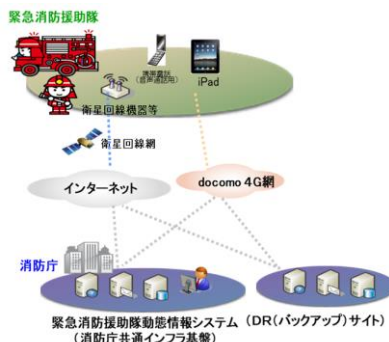 緊急消防援助隊
携帯電話
(音声通話用)
iPad
衛星回線機器等
衛星回線網
インターネット
docomo 4G網
消防庁
緊急消防援助隊動態情報システム
(消防庁共通インフラ基盤)
(DR(バックアップ)サイト)